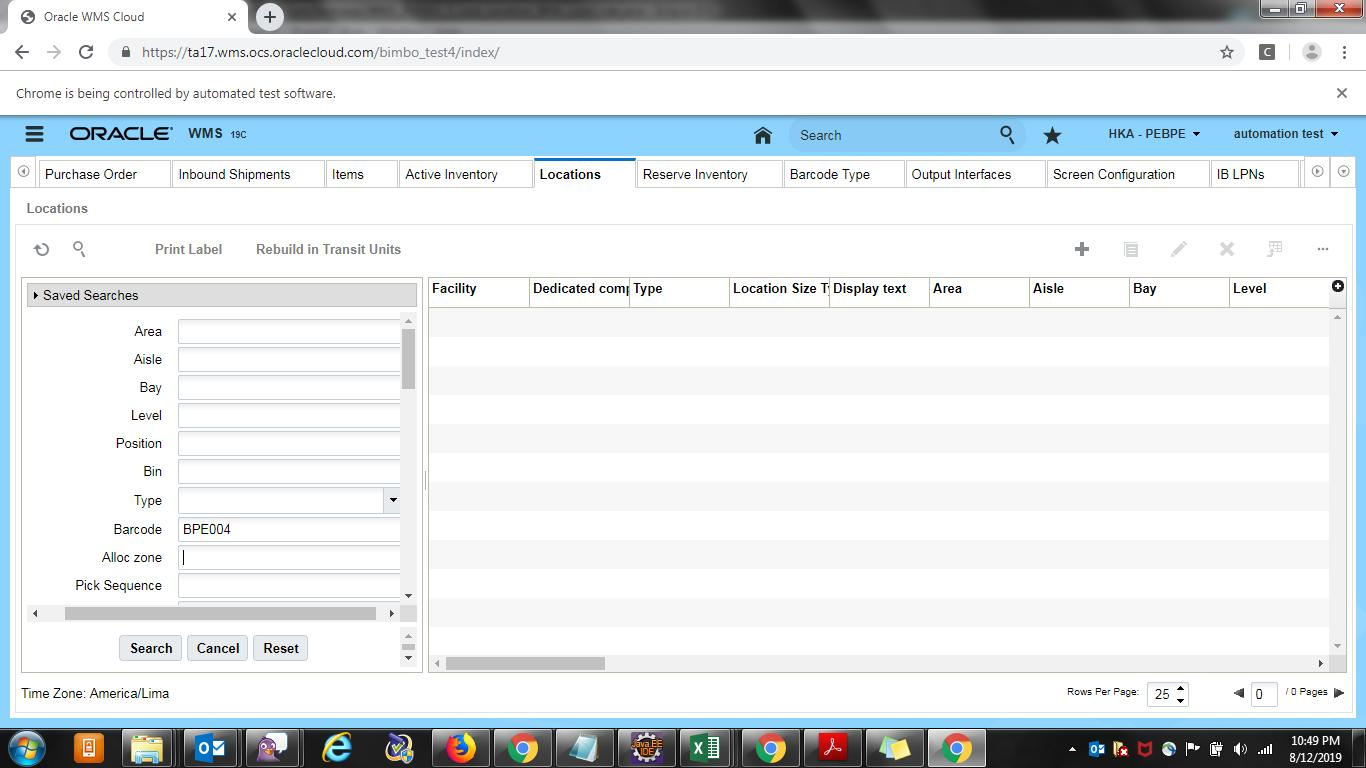 Oracle WMS Cloud
https://ta17.wms.ocs.oraclecloud.com/bimbo_test4/index/
C
Chrome is being controlled by automated test software.
ORACLE WMS 19C Search HKA - PEBPE automation test
Purchase Order Inbound Shipments Items Active Inventory Locations Reserve Inventory Barcode Type Output Interfaces Screen Configuration IB LPNs
Locations
Print Label Rebuild in Transit Units
Saved Searches
Facility Dedicated comp Type Location Size Ty Display text Area Aisle Bay Level
Area
Aisle
Bay
Level
Position
Bin
Type
Barcode BPE004
Alloc zone
Pick Sequence
Search Cancel Reset
Time Zone: America/Lima
Rows Per Page: 25 0 / 0 Pages
Java EE
IDE
10:49 PM
8/12/2019